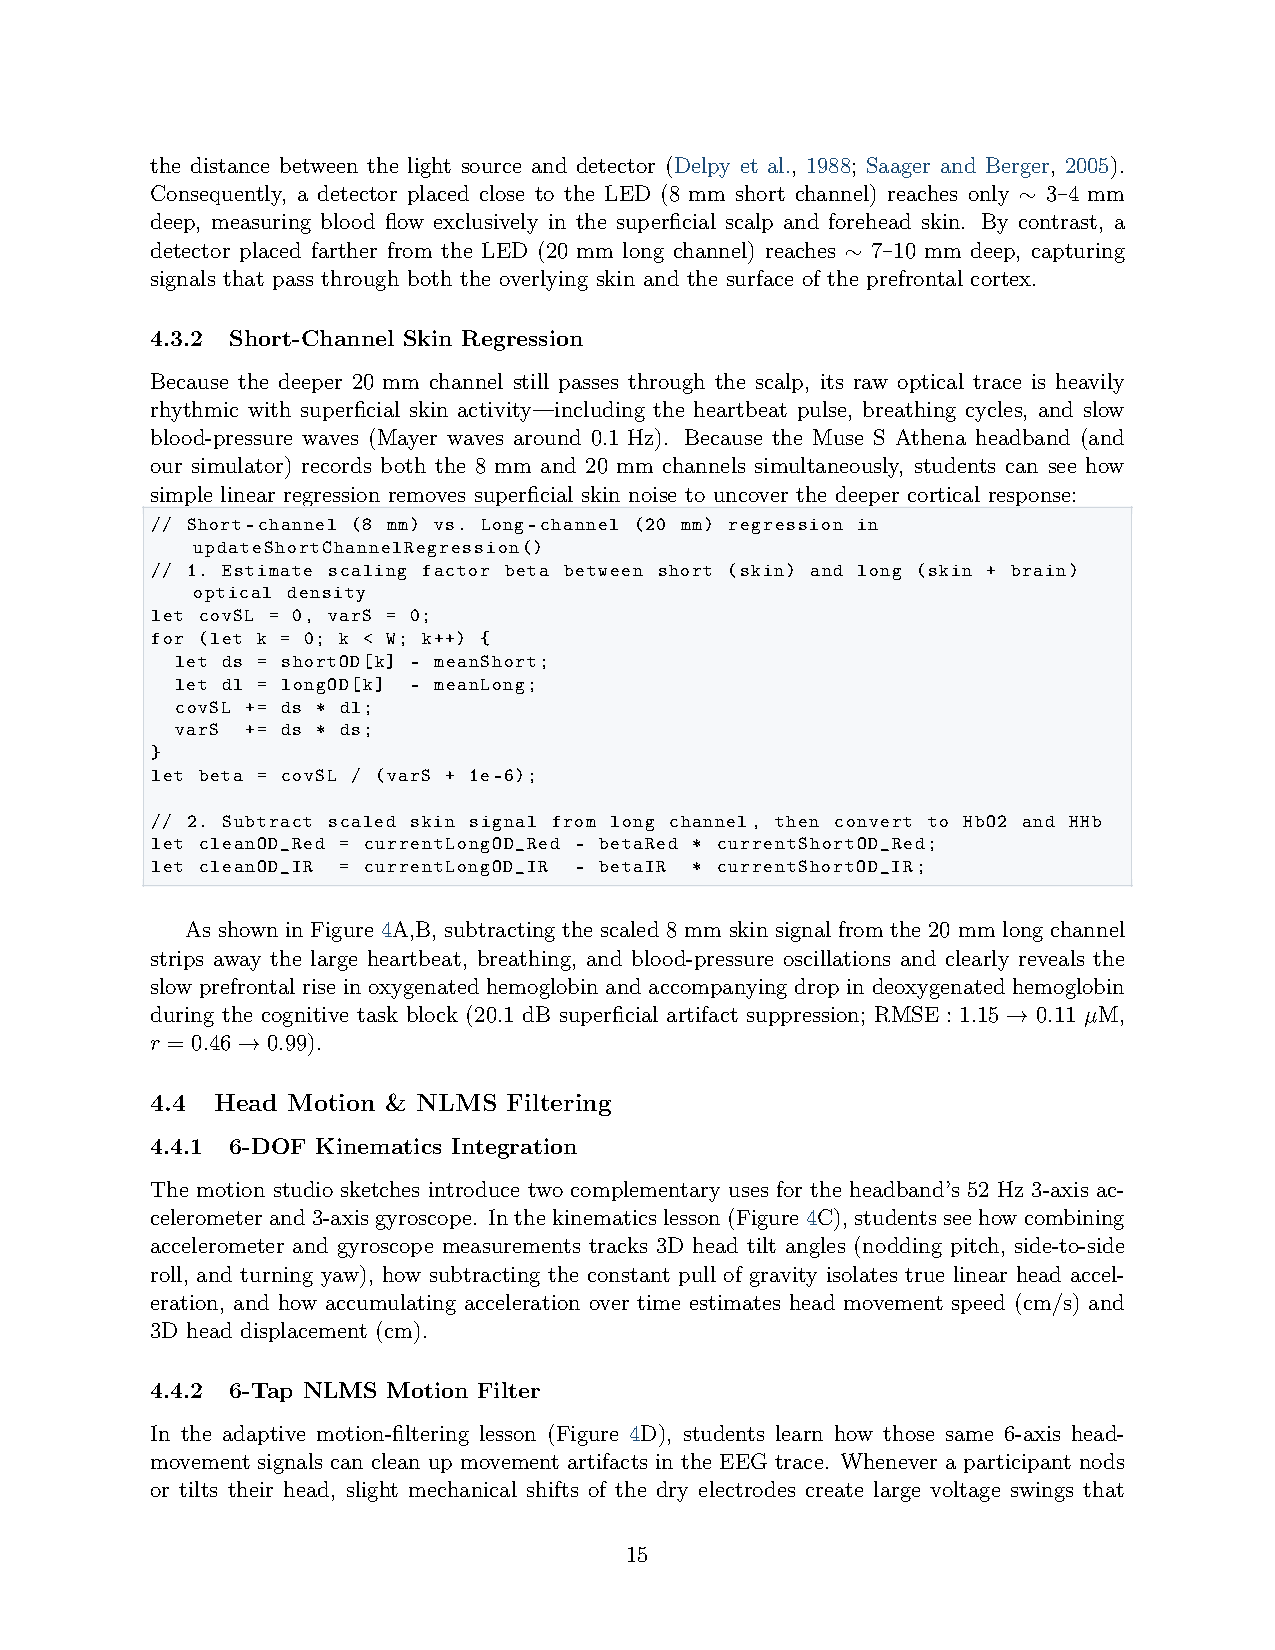 the distance between the light source and detector (Delpy et al., 1988; Saager and Berger, 2005).
Consequently, a detector placed close to the LED (8 mm short channel) reaches only ∼ 3–4 mm
deep, measuring blood flow exclusively in the superficial scalp and forehead skin. By contrast, a
detector placed farther from the LED (20 mm long channel) reaches ∼ 7–10 mm deep, capturing
signals that pass through both the overlying skin and the surface of the prefrontal cortex.
4.3.2 Short-Channel Skin Regression
Because the deeper 20 mm channel still passes through the scalp, its raw optical trace is heavily
rhythmic with superficial skin activity—including the heartbeat pulse, breathing cycles, and slow
blood-pressure waves (Mayer waves around 0.1 Hz). Because the Muse S Athena headband (and
our simulator) records both the 8 mm and 20 mm channels simultaneously, students can see how
simple linear regression removes superficial skin noise to uncover the deeper cortical response:
// Short-channel (8 mm) vs. Long-channel (20 mm) regression in
updateShortChannelRegression()
// 1. Estimate scaling factor beta between short (skin) and long (skin + brain)
optical density
let covSL = 0, varS = 0;
for (let k = 0; k < W; k++) {
  let ds = shortOD[k] - meanShort;
  let dl = longOD[k]  - meanLong;
  covSL += ds * dl;
  varS  += ds * ds;
}
let beta = covSL / (varS + 1e-6);
// 2. Subtract scaled skin signal from long channel, then convert to HbO2 and HHb
let cleanOD_Red = currentLongOD_Red - betaRed * currentShortOD_Red;
let cleanOD_IR  = currentLongOD_IR  - betaIR  * currentShortOD_IR;
As shown in Figure 4A,B, subtracting the scaled 8 mm skin signal from the 20 mm long channel
strips away the large heartbeat, breathing, and blood-pressure oscillations and clearly reveals the
slow prefrontal rise in oxygenated hemoglobin and accompanying drop in deoxygenated hemoglobin
during the cognitive task block (20.1 dB superficial artifact suppression; RMSE : 1.15 → 0.11 μM,
r = 0.46 → 0.99).
4.4 Head Motion & NLMS Filtering
4.4.1 6-DOF Kinematics Integration
The motion studio sketches introduce two complementary uses for the headband's 52 Hz 3-axis ac-
celerometer and 3-axis gyroscope. In the kinematics lesson (Figure 4C), students see how combining
accelerometer and gyroscope measurements tracks 3D head tilt angles (nodding pitch, side-to-side
roll, and turning yaw), how subtracting the constant pull of gravity isolates true linear head accel-
eration, and how accumulating acceleration over time estimates head movement speed (cm/s) and
3D head displacement (cm).
4.4.2 6-Tap NLMS Motion Filter
In the adaptive motion-filtering lesson (Figure 4D), students learn how those same 6-axis head-
movement signals can clean up movement artifacts in the EEG trace. Whenever a participant nods
or tilts their head, slight mechanical shifts of the dry electrodes create large voltage swings that
15